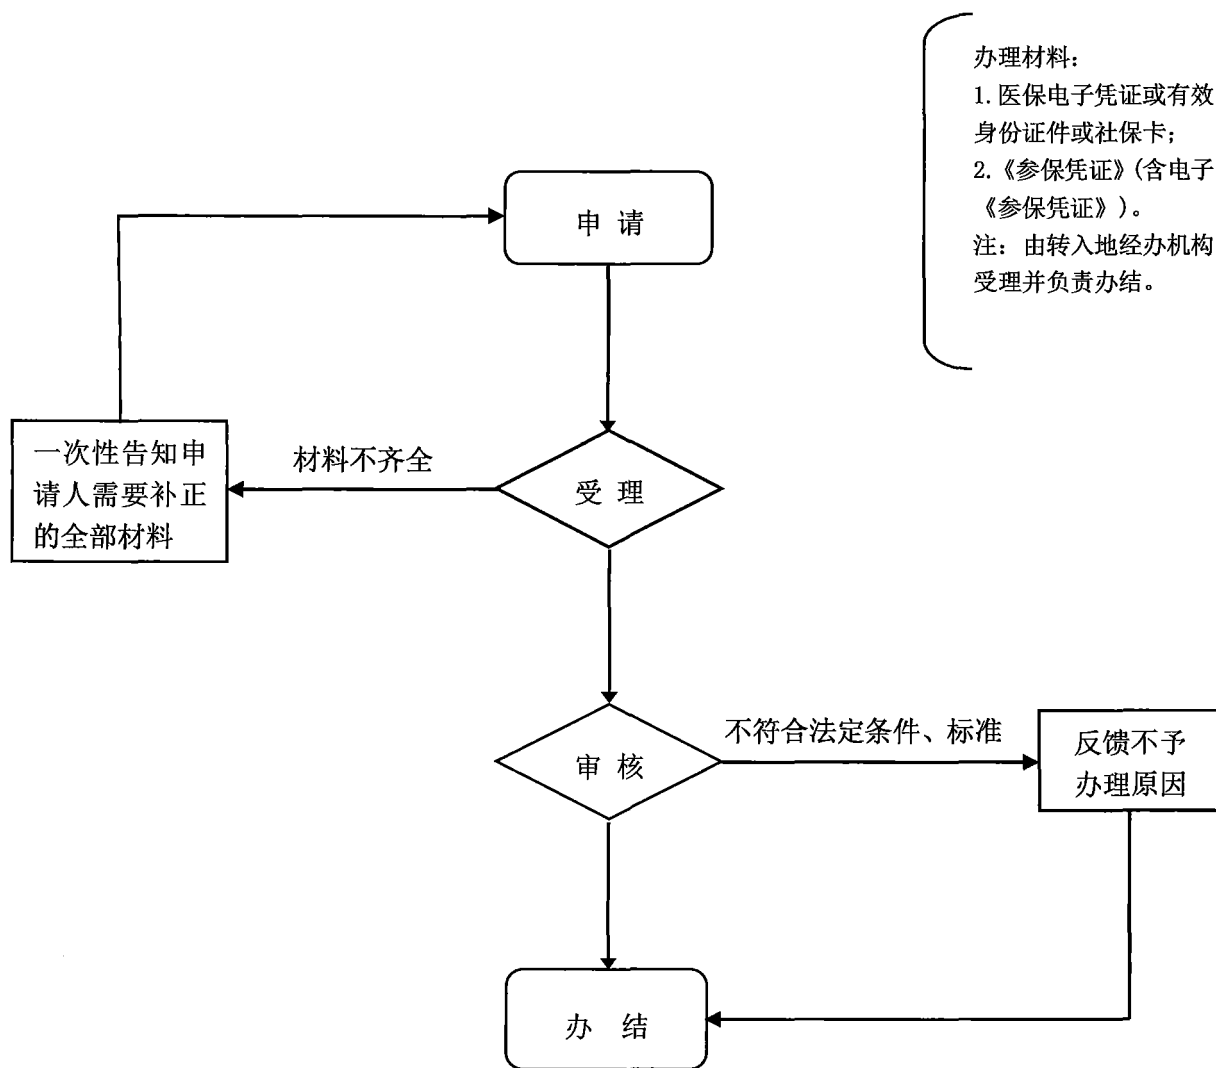 办理材料：
1.医保电子凭证或有效
身份证件或社保卡;
2.《参保凭证》(含电子
《参保凭证》)。
注：由转入地经办机构
受理并负责办结。
申 请
一次性告知申
请人需要补正
的全部材料
材料不齐全
受 理
审 核
不符合法定条件、标准
反馈不予
办理原因
办 结